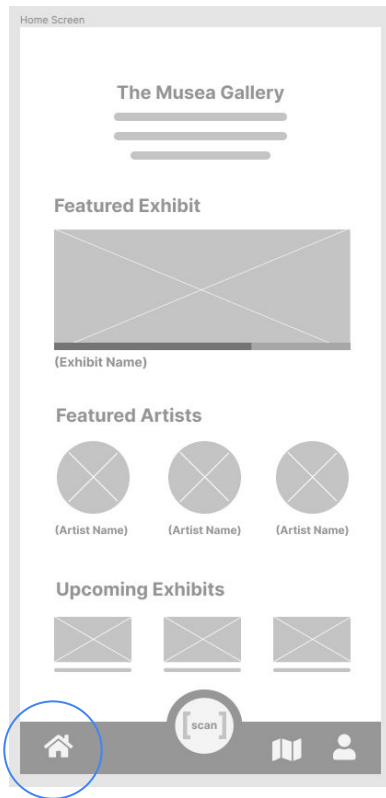 Home Screen
The Musea Gallery
Featured Exhibit
(Exhibit Name)
Featured Artists
(Artist Name) (Artist Name) (Artist Name)
Upcoming Exhibits
[scan]